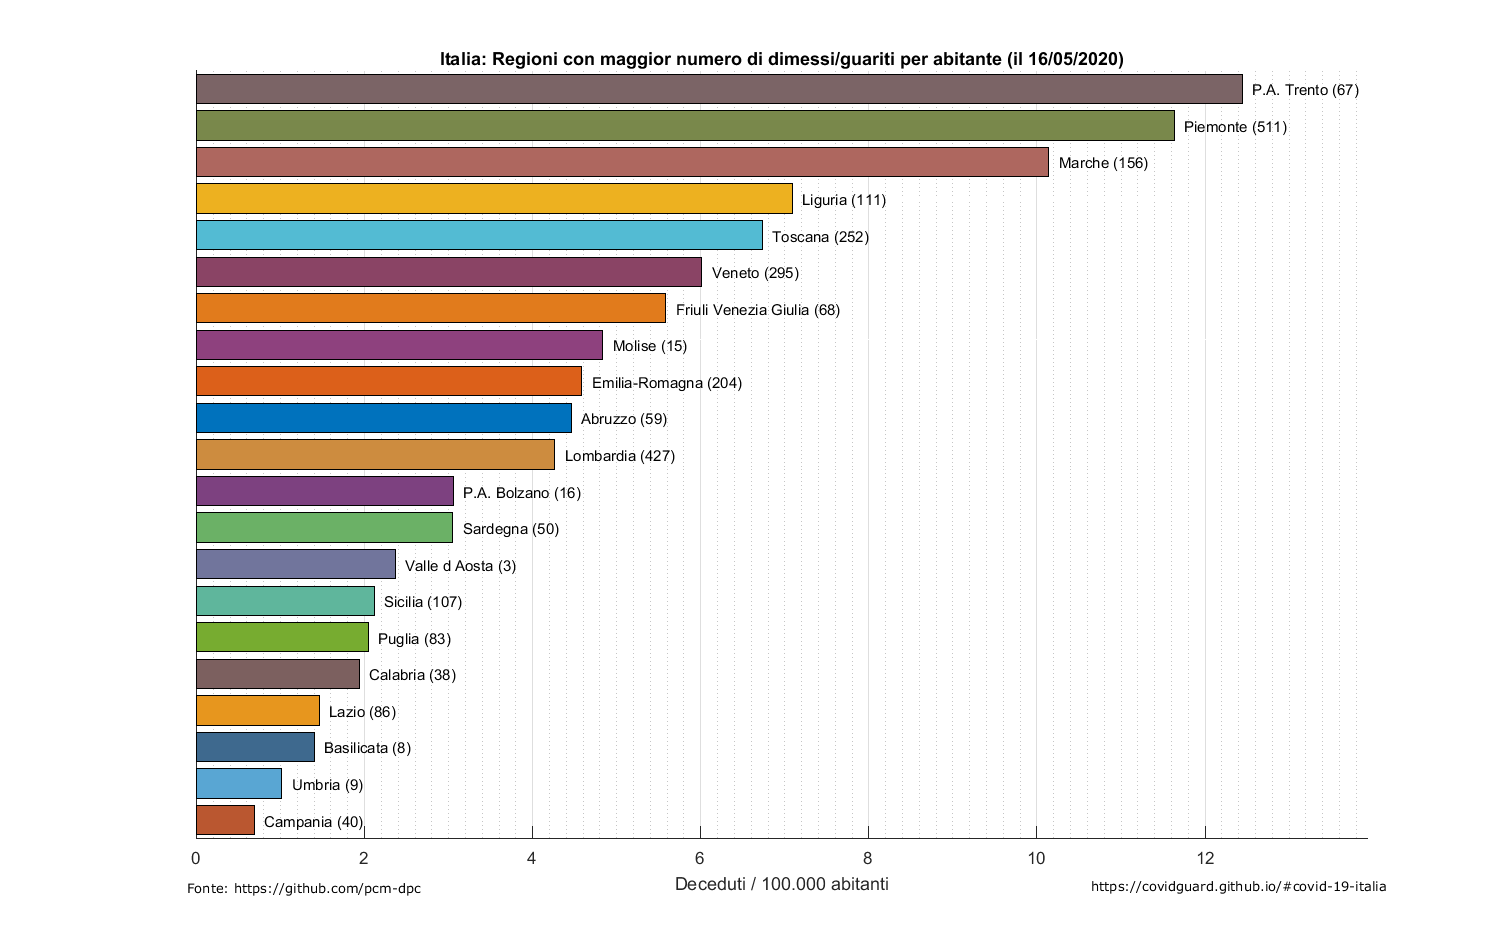 Italia: Regioni con maggior numero di dimessi/guariti per abitante (il 16/05/2020)
P.A. Trento (67)
Piemonte (511)
Marche (156)
Liguria (111)
Toscana (252)
Veneto (295)
Friuli Venezia Giulia (68)
Molise (15)
Emilia-Romagna (204)
Abruzzo (59)
Lombardia (427)
P.A. Bolzano (16)
Sardegna (50)
Valle d Aosta (3)
Sicilia (107)
Puglia (83)
Calabria (38)
Lazio (86)
Basilicata (8)
Umbria (9)
Campania (40)
0 2 4 6 8 10 12
Deceduti / 100.000 abitanti
Fonte: https://github.com/pcm-dpc
https://covidguard.github.io/#covid-19-italia